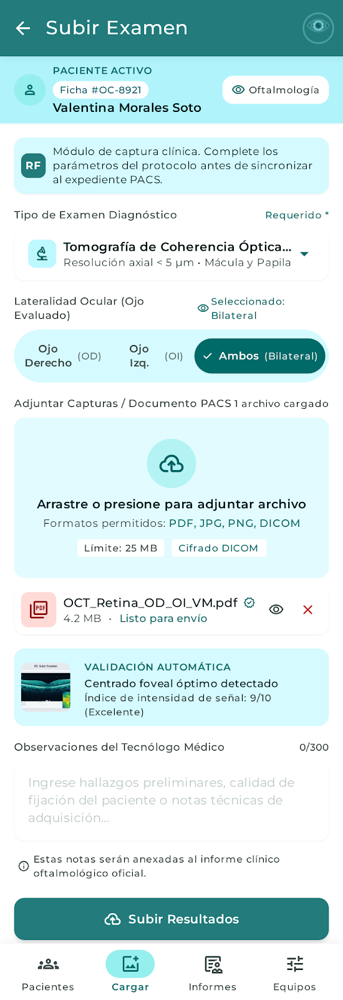 Subir Examen
PACIENTE ACTIVO
Ficha #OC-8921
Valentina Morales Soto
Oftalmología
RF
Módulo de captura clínica. Complete los
parámetros del protocolo antes de sincronizar
al expediente PACS.
Tipo de Examen Diagnóstico
Requerido *
Tomografía de Coherencia Óptica...
Resolución axial < 5 µm • Mácula y Papila
Lateralidad Ocular (Ojo
Evaluado)
Seleccionado:
Bilateral
Ojo
Derecho (OD)
Ojo
Izq. (OI)
Ambos (Bilateral)
Adjuntar Capturas / Documento PACS
1 archivo cargado
Arrastre o presione para adjuntar archivo
Formatos permitidos: PDF, JPG, PNG, DICOM
Límite: 25 MB
Cifrado DICOM
PDF
OCT_Retina_OD_OI_VM.pdf
4.2 MB • Listo para envío
05. Subir Examen
VALIDACIÓN AUTOMÁTICA
Centrado foveal óptimo detectado
Índice de intensidad de señal: 9/10
(Excelente)
Observaciones del Tecnólogo Médico
0/300
Ingrese hallazgos preliminares, calidad de
fijación del paciente o notas técnicas de
adquisición...
Estas notas serán anexadas al informe clínico
oftalmológico oficial.
Subir Resultados
Pacientes
Cargar
Informes
Equipos